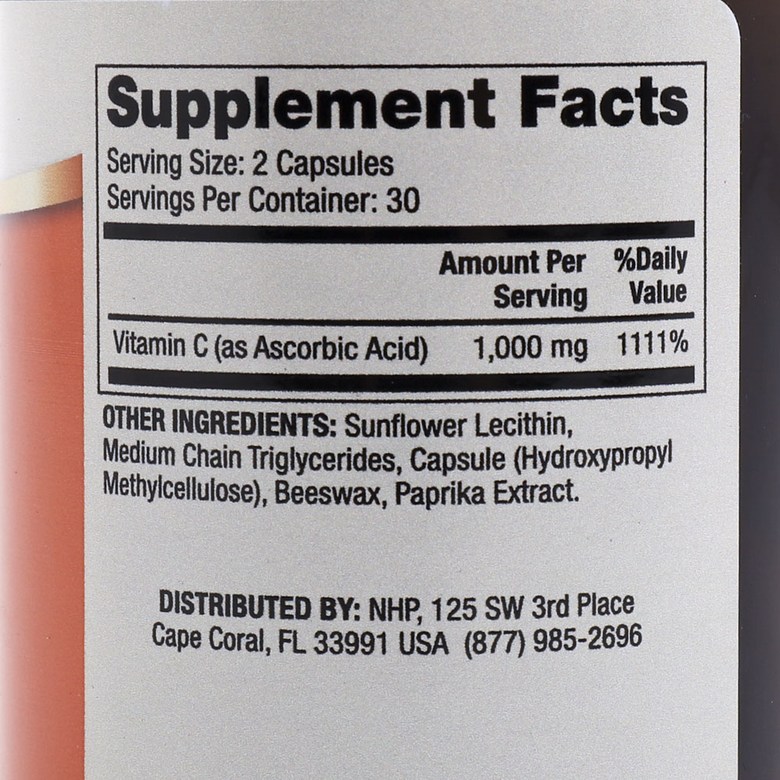 Supplement Facts
Serving Size: 2 Capsules
Servings Per Container: 30
Amount Per %Daily
Serving Value
Vitamin C (as Ascorbic Acid) 1,000 mg 1111%
OTHER INGREDIENTS: Sunflower Lecithin,
Medium Chain Triglycerides, Capsule (Hydroxypropyl
Methylcellulose), Beeswax, Paprika Extract.
DISTRIBUTED BY: NHP, 125 SW 3rd Place
Cape Coral, FL 33991 USA (877) 985-2696